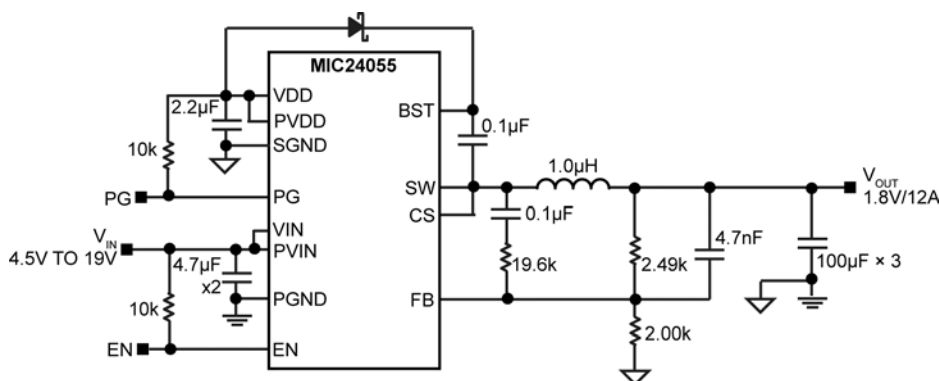 MIC24055
VDD
PVDD
SGND
PG
VIN
PVIN
PGND
EN
BST
SW
CS
FB
2.2µF
10k
PG
V_IN
4.5V TO 19V
4.7µF
x2
10k
EN
0.1µF
1.0µH
0.1µF
19.6k
2.49k
4.7nF
2.00k
100µF × 3
V_OUT
1.8V/12A